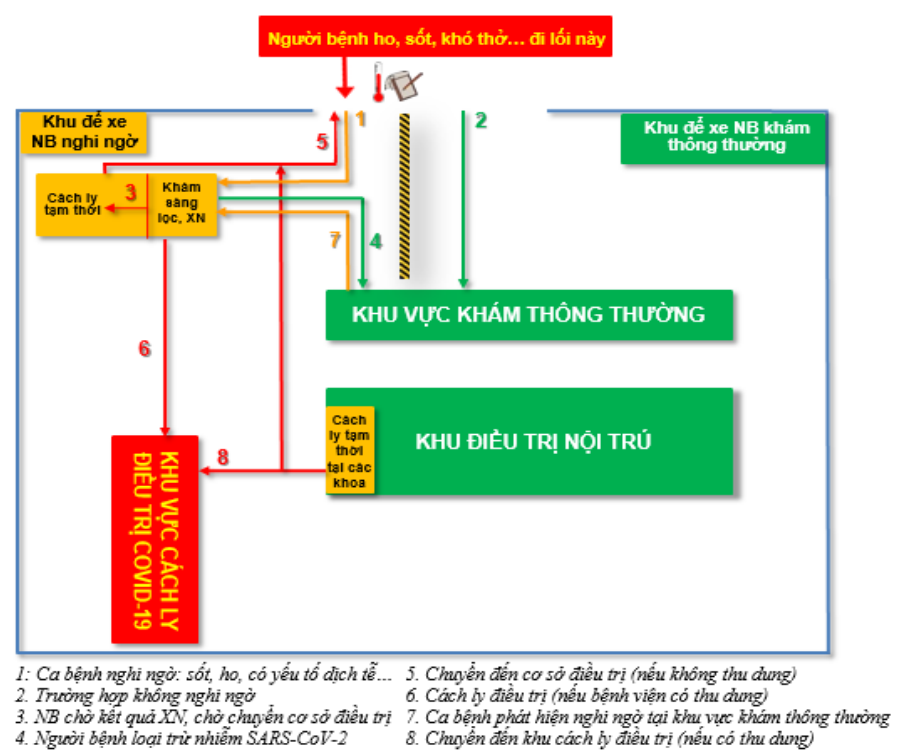 Người bệnh ho, sốt, khó thở... đi lối này
Khu để xe
NB nghi ngờ
5
1
2
Khu để xe NB khám
thông thường
Cách ly
tạm thời
3
Khám
sàng
lọc, XN
7
4
KHU VỰC KHÁM THÔNG THƯỜNG
6
Cách
ly tạm
thời
tại các
khoa
KHU ĐIỀU TRỊ NỘI TRÚ
8
KHU VỰC CÁCH LY
ĐIỀU TRỊ COVID-19
1: Ca bệnh nghi ngờ: sốt, ho, có yếu tố dịch tễ...
2. Trường hợp không nghi ngờ
3. NB chờ kết quả XN, chờ chuyển cơ sở điều trị
4. Người bệnh loại trừ nhiễm SARS-CoV-2
5. Chuyển đến cơ sở điều trị (nếu không thu dung)
6. Cách ly điều trị (nếu bệnh viện có thu dung)
7. Ca bệnh phát hiện nghi ngờ tại khu vực khám thông thường
8. Chuyển đến khu cách ly điều trị (nếu có thu dung)